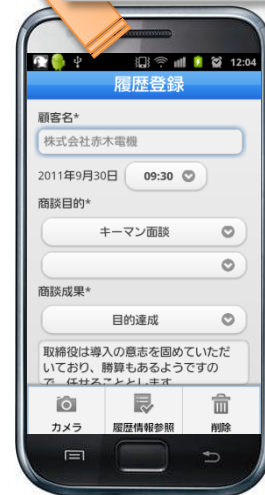 12:04
履歴登録
顧客名*
株式会社赤木電機
2011年9月30日 09:30
商談目的*
キーマン面談
商談成果*
目的達成
取締役は導入の意志を固めていただ
いており、勝算もあるようですの
で、任せることとします
カメラ 履歴情報参照 削除